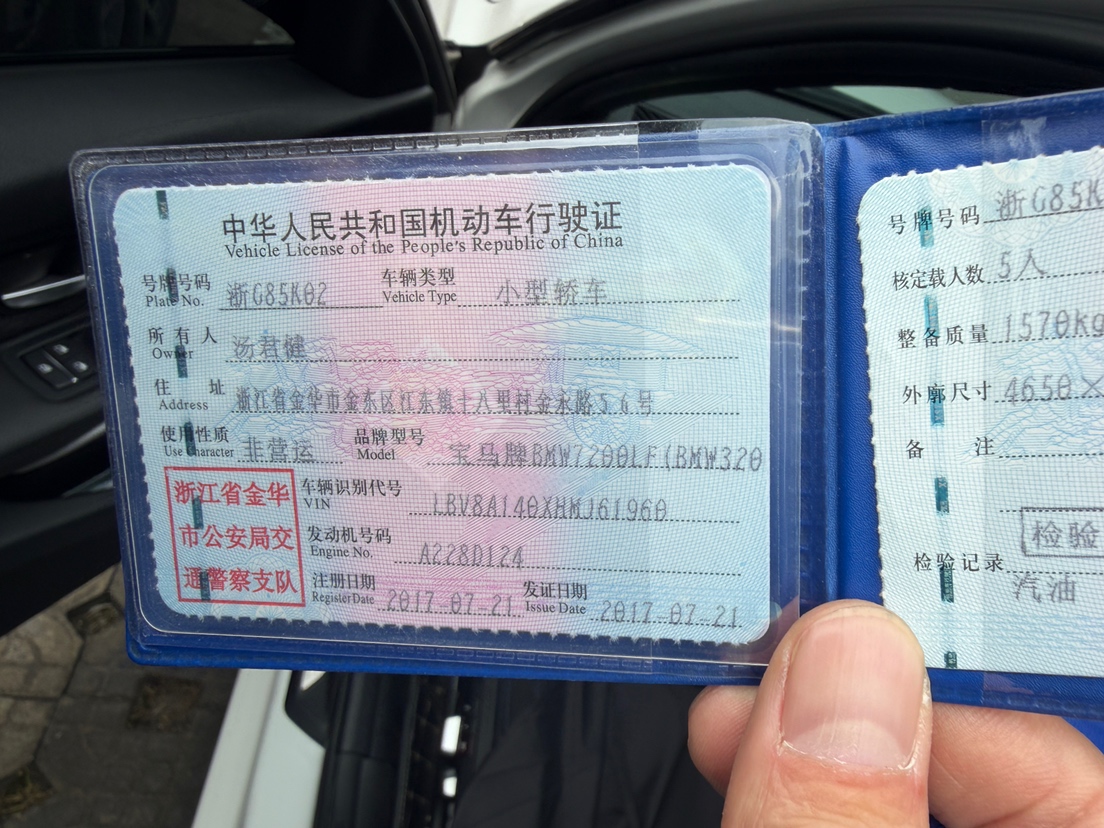 中华人民共和国机动车行驶证
Vehicle License of the People's Republic of China
号牌号码 浙G85K02 车辆类型 小型轿车
Plate No. Vehicle Type
所有人 汤君健
Owner
住址 浙江省金华市金东区江东镇十八里村金永路56号
Address
使用性质 非营运 品牌型号 宝马牌BMW7200LF(BMW320
Use Character Model
浙江省金华
市公安局交
通警察支队
车辆识别代号 LBV8A140XHMJ61960
VIN
发动机号码 A228D124
Engine No.
注册日期 2017-07-21 发证日期 2017-07-21
Register Date Issue Date
号牌号码 浙G85K
核定载人数 5人
整备质量 1570kg
外廓尺寸 4650×
备注
检验
检验记录
汽油